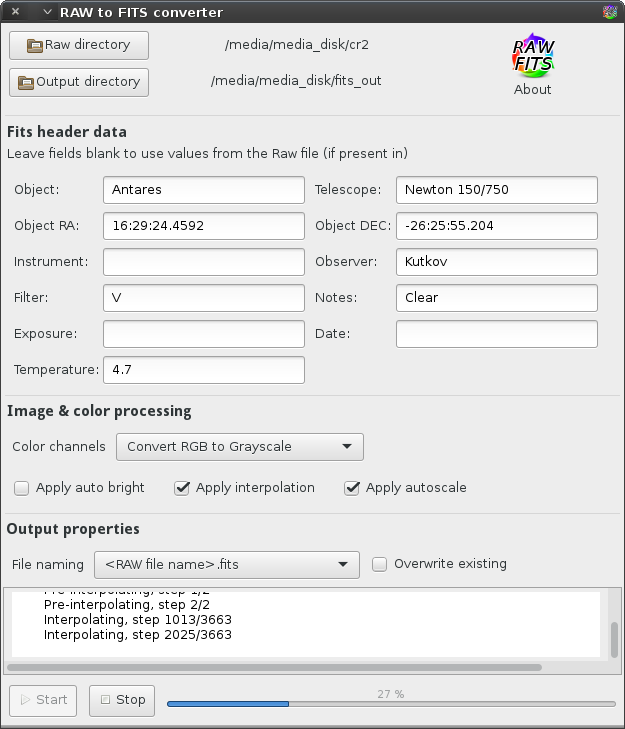 RAW to FITS converter
Raw directory /media/media_disk/cr2
RAW
FITS
Output directory /media/media_disk/fits_out
About
Fits header data
Leave fields blank to use values from the Raw file (if present in)
Object: Antares Telescope: Newton 150/750
Object RA: 16:29:24.4592 Object DEC: -26:25:55.204
Instrument: Observer: Kutkov
Filter: V Notes: Clear
Exposure: Date:
Temperature: 4.7
Image & color processing
Color channels Convert RGB to Grayscale
Apply auto bright Apply interpolation Apply autoscale
Output properties
File naming <RAW file name>.fits Overwrite existing
Pre-interpolating, step 1/2
Pre-interpolating, step 2/2
Interpolating, step 1013/3663
Interpolating, step 2025/3663
Start Stop 27 %